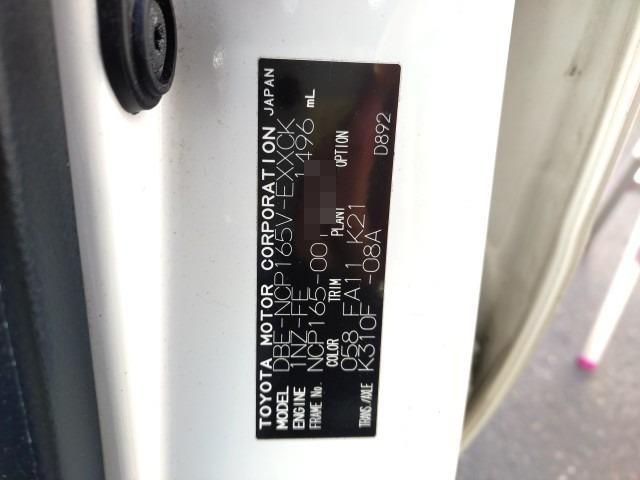 TOYOTA MOTOR CORPORATION JAPAN
MODEL DBE-NCP165V-EXXCK
ENGINE 1NZ-FE 1496 mL
FRAME No. NCP165-00
COLOR TRIM PLANT OPTION
058 FA11 K21
TRANS./AXLE K310F -08A D892